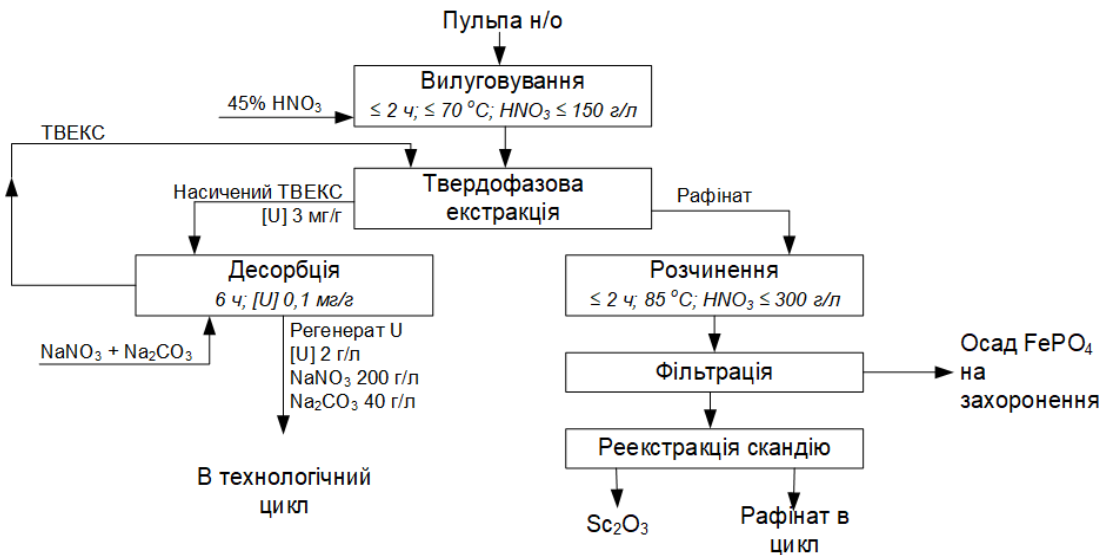 Пульпа н/о
Вилуговування
≤ 2 ч; ≤ 70 °С; HNO₃ ≤ 150 г/л
45% HNO₃
ТВЕКС
Твердофазова
екстракція
Насичений ТВЕКС
[U] 3 мг/г
Рафінат
Десорбція
6 ч; [U] 0,1 мг/г
Розчинення
≤ 2 ч; 85 °С; HNO₃ ≤ 300 г/л
NaNO₃ + Na₂CO₃
Регенерат U
[U] 2 г/л
NaNO₃ 200 г/л
Na₂CO₃ 40 г/л
Фільтрація
Осад FePO₄
на
захоронення
Реекстракція скандію
В технологічний
цикл
Sc₂O₃
Рафінат в
цикл